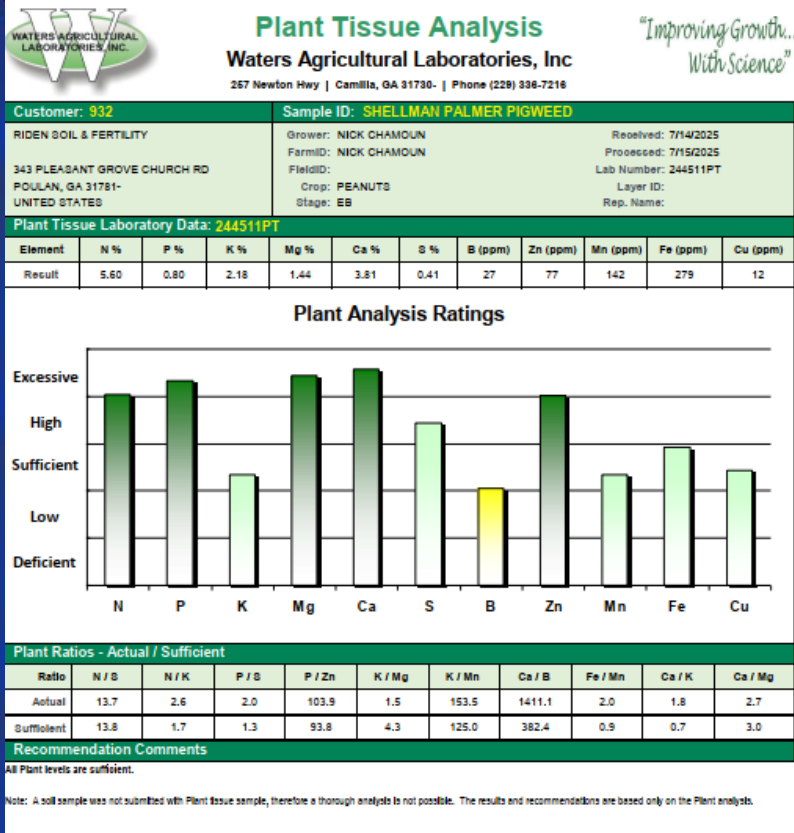 WATERS AGRICULTURAL
LABORATORIES, INC.
Plant Tissue Analysis
Waters Agricultural Laboratories, Inc
257 Newton Hwy | Camilla, GA 31730- | Phone (229) 336-7216
"Improving Growth...
With Science"
Customer: 932
Sample ID: SHELLMAN PALMER PIGWEED
RIDEN SOIL & FERTILITY
343 PLEASANT GROVE CHURCH RD
POULAN, GA 31781-
UNITED STATES
Grower: NICK CHAMOUN
FarmID: NICK CHAMOUN
FieldID:
Crop: PEANUTS
Stage: EB
Received: 7/14/2025
Processed: 7/15/2025
Lab Number: 244511PT
Layer ID:
Rep. Name:
Plant Tissue Laboratory Data: 244511PT
Element N % P % K % Mg % Ca % S % B (ppm) Zn (ppm) Mn (ppm) Fe (ppm) Cu (ppm)
Result 5.60 0.80 2.18 1.44 3.81 0.41 27 77 142 279 12
Plant Analysis Ratings
Excessive
High
Sufficient
Low
Deficient
N P K Mg Ca S B Zn Mn Fe Cu
Plant Ratios - Actual / Sufficient
Ratio N / S N / K P / S P / Zn K / Mg K / Mn Ca / B Fe / Mn Ca / K Ca / Mg
Actual 13.7 2.6 2.0 103.9 1.5 153.5 1411.1 2.0 1.8 2.7
Sufficient 13.8 1.7 1.3 93.8 4.3 125.0 382.4 0.9 0.7 3.0
Recommendation Comments
All Plant levels are sufficient.
Note: A soil sample was not submitted with Plant tissue sample, therefore a thorough analysis is not possible. The results and recommendations are based only on the Plant analysis.